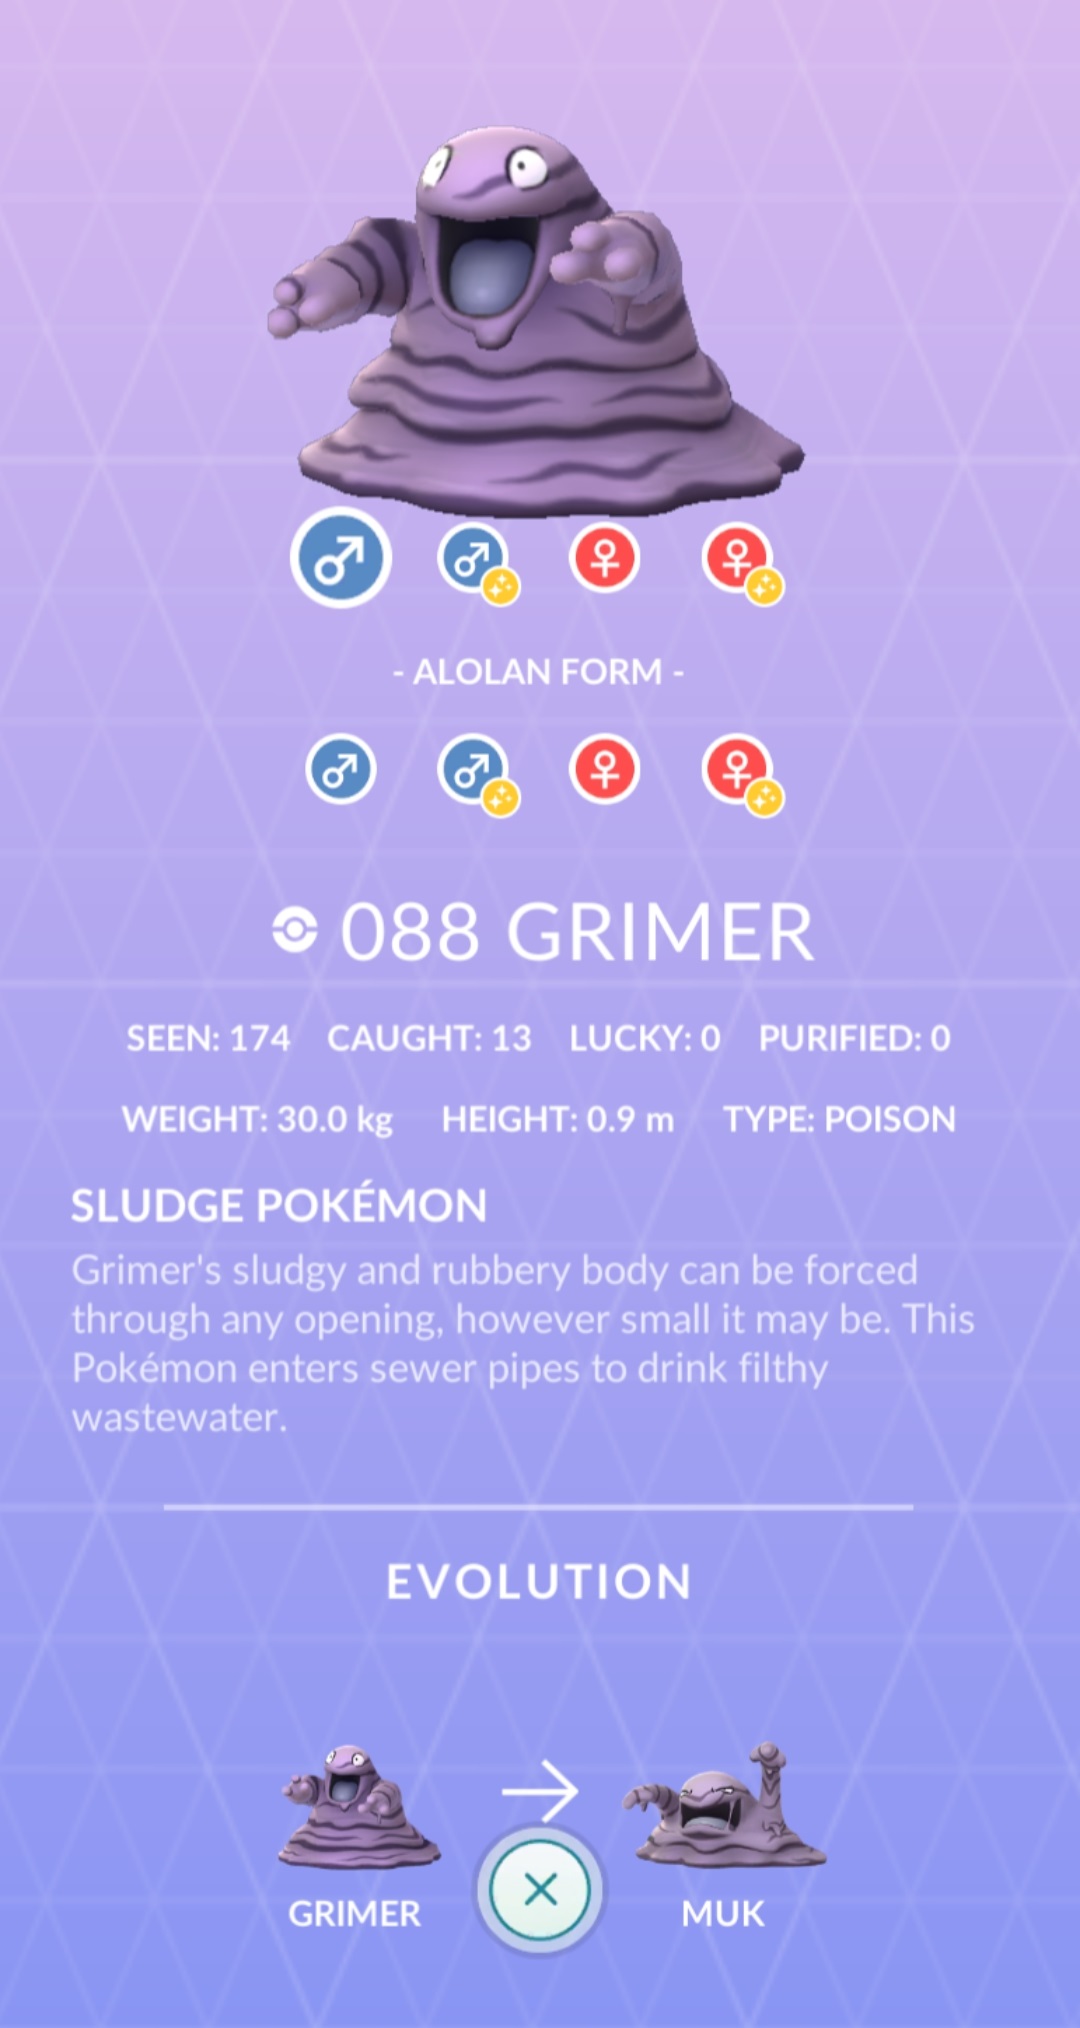 - ALOLAN FORM -
088 GRIMER
SEEN: 174 CAUGHT: 13 LUCKY: 0 PURIFIED: 0
WEIGHT: 30.0 kg HEIGHT: 0.9 m TYPE: POISON
SLUDGE POKÉMON
Grimer's sludgy and rubbery body can be forced
through any opening, however small it may be. This
Pokémon enters sewer pipes to drink filthy
wastewater.
EVOLUTION
GRIMER MUK